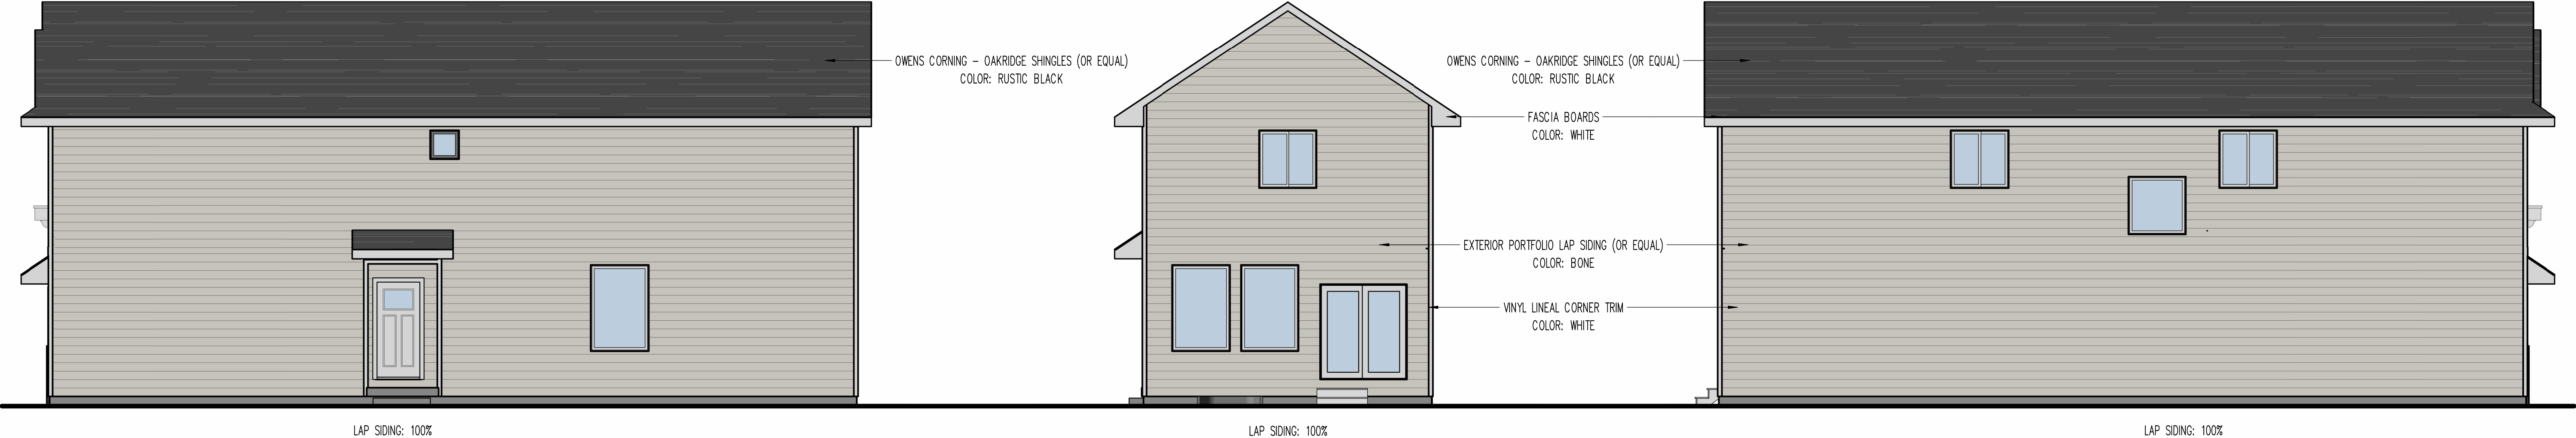 OWENS CORNING – OAKRIDGE SHINGLES (OR EQUAL)
COLOR: RUSTIC BLACK
OWENS CORNING – OAKRIDGE SHINGLES (OR EQUAL)
COLOR: RUSTIC BLACK
FASCIA BOARDS
COLOR: WHITE
EXTERIOR PORTFOLIO LAP SIDING (OR EQUAL)
COLOR: BONE
VINYL LINEAL CORNER TRIM
COLOR: WHITE
LAP SIDING: 100%
LAP SIDING: 100%
LAP SIDING: 100%